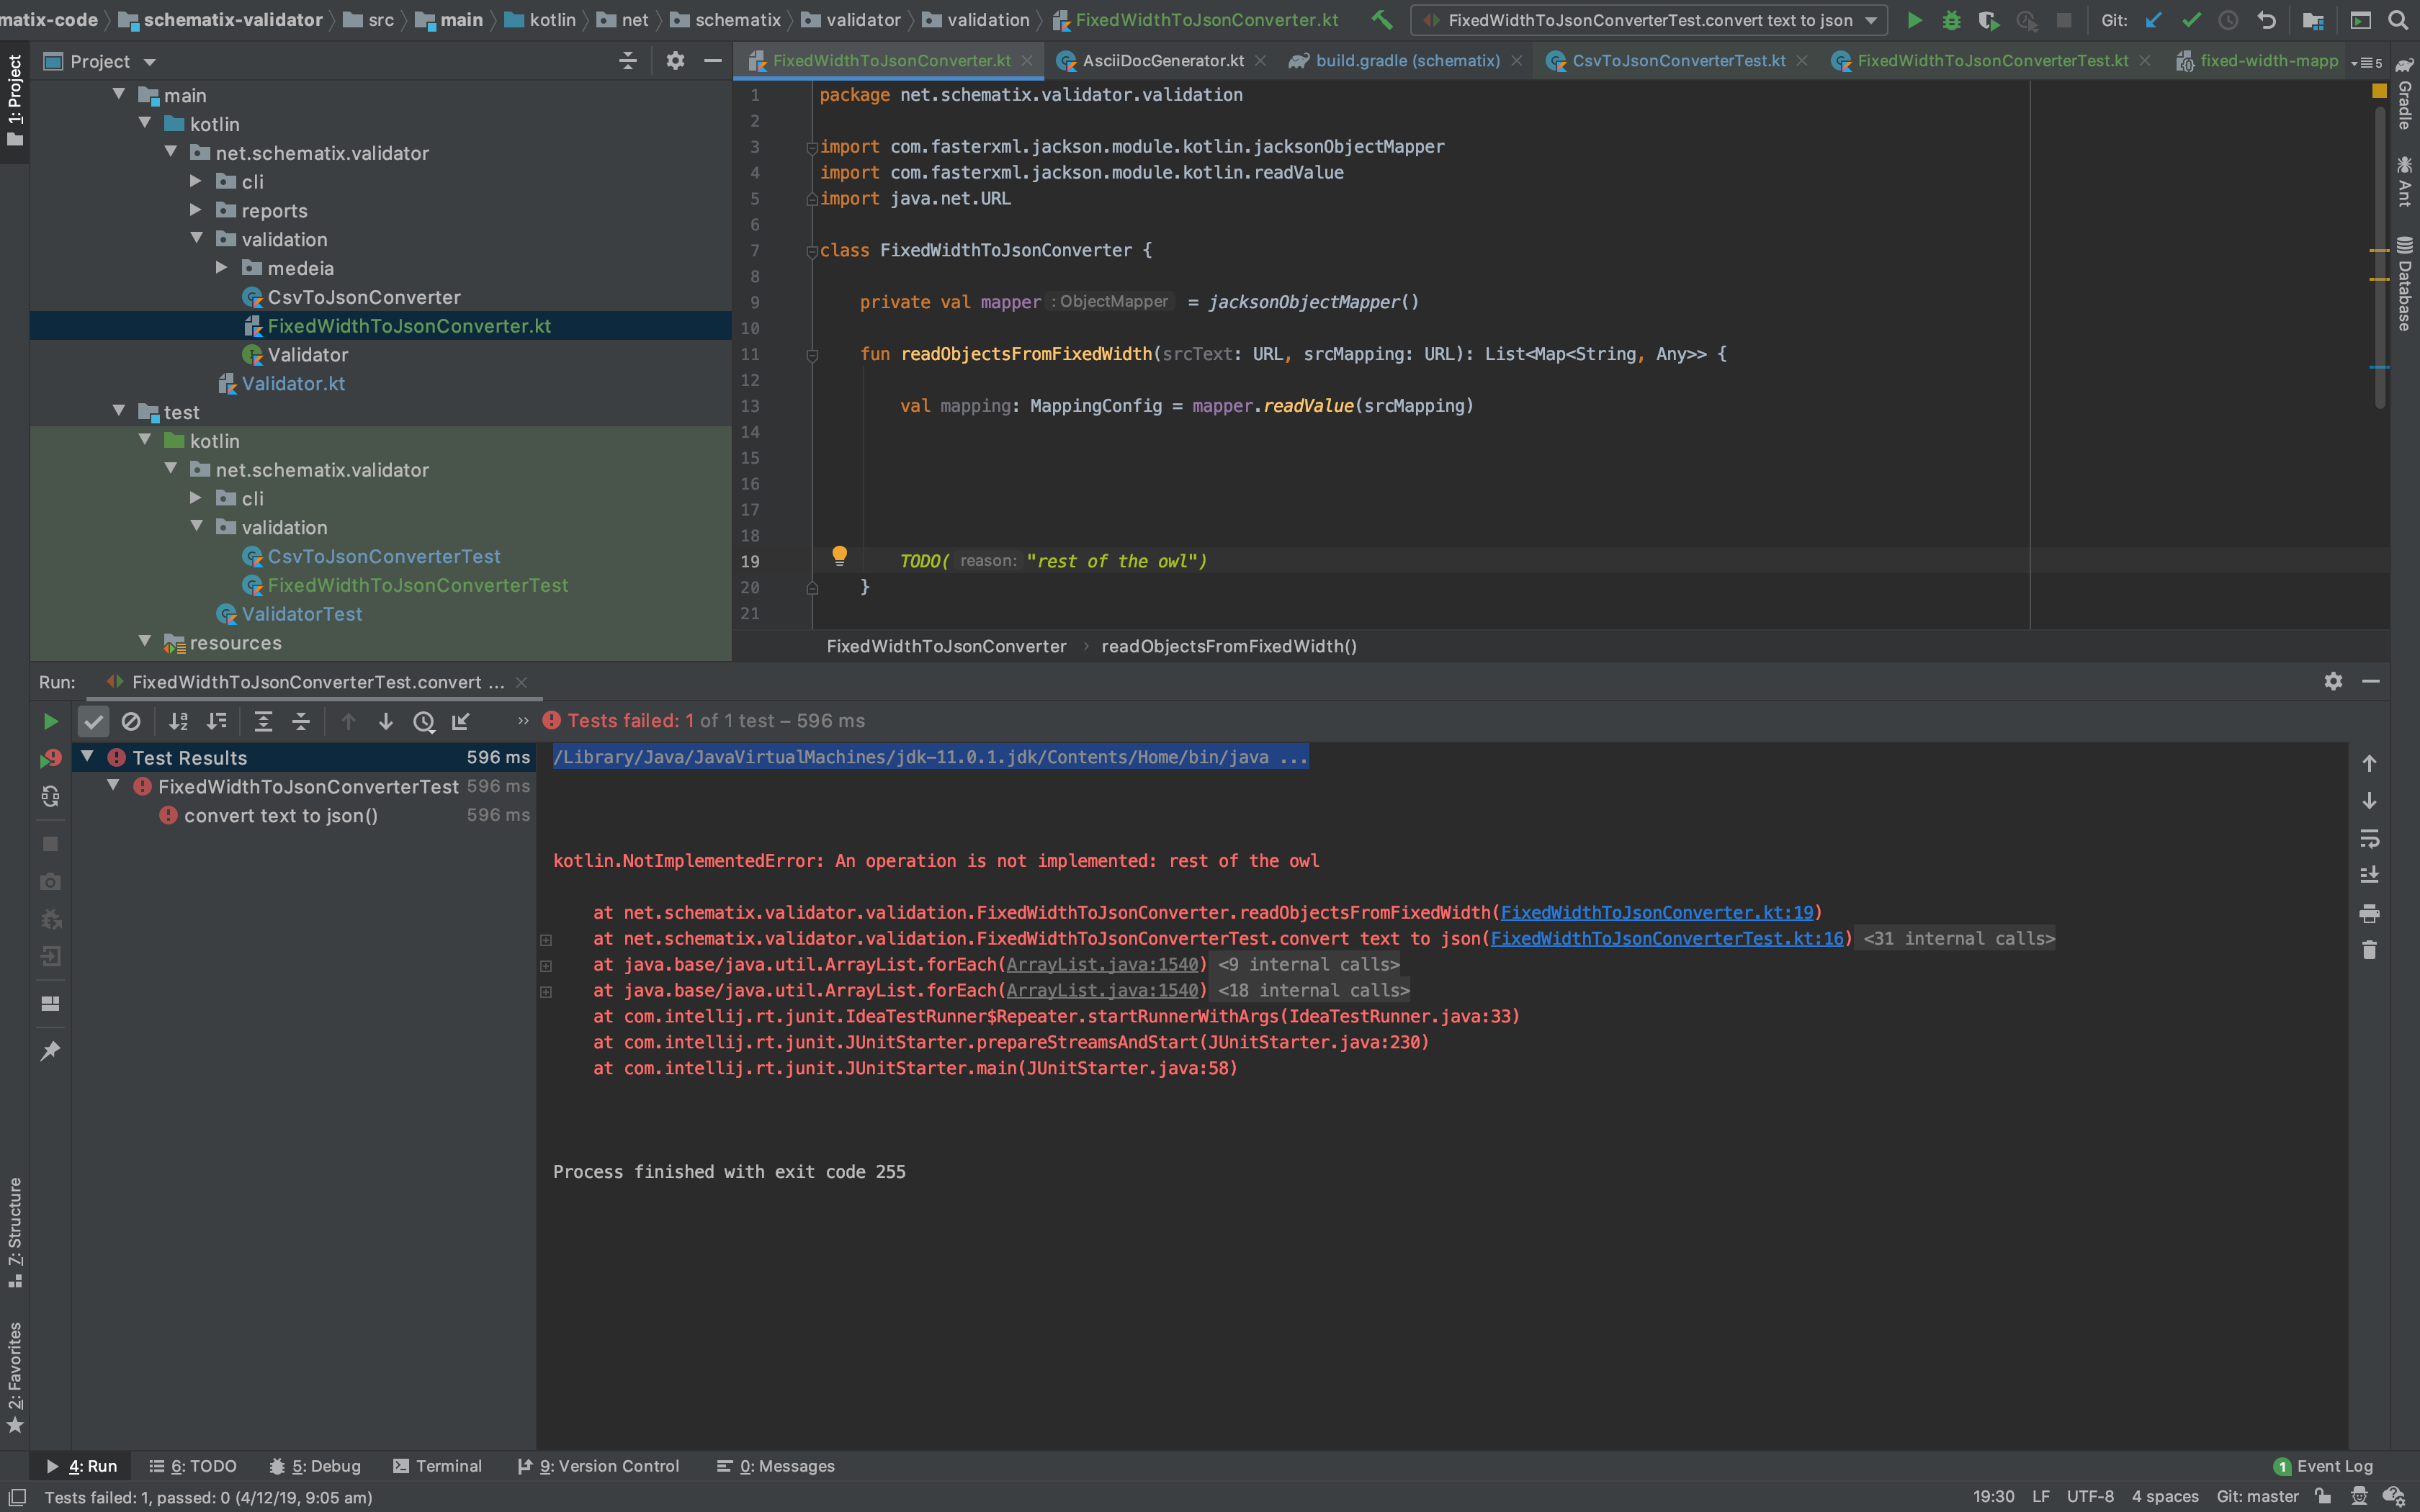 matix-code schematix-validator src main kotlin net schematix validator validation FixedWidthToJsonConverter.kt FixedWidthToJsonConverterTest.convert text to json Git:
1: Project
Project
FixedWidthToJsonConverter.kt AsciiDocGenerator.kt build.gradle (schematix) CsvToJsonConverterTest.kt FixedWidthToJsonConverterTest.kt fixed-width-mapp 5
Gradle
Ant
Database
main
kotlin
net.schematix.validator
cli
reports
validation
medeia
CsvToJsonConverter
FixedWidthToJsonConverter.kt
Validator
Validator.kt
test
kotlin
net.schematix.validator
cli
validation
CsvToJsonConverterTest
FixedWidthToJsonConverterTest
ValidatorTest
resources
1 package net.schematix.validator.validation
2
3 import com.fasterxml.jackson.module.kotlin.jacksonObjectMapper
4 import com.fasterxml.jackson.module.kotlin.readValue
5 import java.net.URL
6
7 class FixedWidthToJsonConverter {
8
9 private val mapper : ObjectMapper = jacksonObjectMapper()
10
11 fun readObjectsFromFixedWidth(srcText: URL, srcMapping: URL): List<Map<String, Any>> {
12
13 val mapping: MappingConfig = mapper.readValue(srcMapping)
14
15
16
17
18
19 TODO( reason: "rest of the owl")
20 }
21
FixedWidthToJsonConverter › readObjectsFromFixedWidth()
Run: FixedWidthToJsonConverterTest.convert ...
Tests failed: 1 of 1 test – 596 ms
Test Results 596 ms
FixedWidthToJsonConverterTest 596 ms
convert text to json() 596 ms
/Library/Java/JavaVirtualMachines/jdk-11.0.1.jdk/Contents/Home/bin/java ...
kotlin.NotImplementedError: An operation is not implemented: rest of the owl
at net.schematix.validator.validation.FixedWidthToJsonConverter.readObjectsFromFixedWidth(FixedWidthToJsonConverter.kt:19)
at net.schematix.validator.validation.FixedWidthToJsonConverterTest.convert text to json(FixedWidthToJsonConverterTest.kt:16) <31 internal calls>
at java.base/java.util.ArrayList.forEach(ArrayList.java:1540) <9 internal calls>
at java.base/java.util.ArrayList.forEach(ArrayList.java:1540) <18 internal calls>
at com.intellij.rt.junit.IdeaTestRunner$Repeater.startRunnerWithArgs(IdeaTestRunner.java:33)
at com.intellij.rt.junit.JUnitStarter.prepareStreamsAndStart(JUnitStarter.java:230)
at com.intellij.rt.junit.JUnitStarter.main(JUnitStarter.java:58)
Process finished with exit code 255
7: Structure
2: Favorites
4: Run 6: TODO 5: Debug Terminal 9: Version Control 0: Messages 1 Event Log
Tests failed: 1, passed: 0 (4/12/19, 9:05 am) 19:30 LF UTF-8 4 spaces Git: master